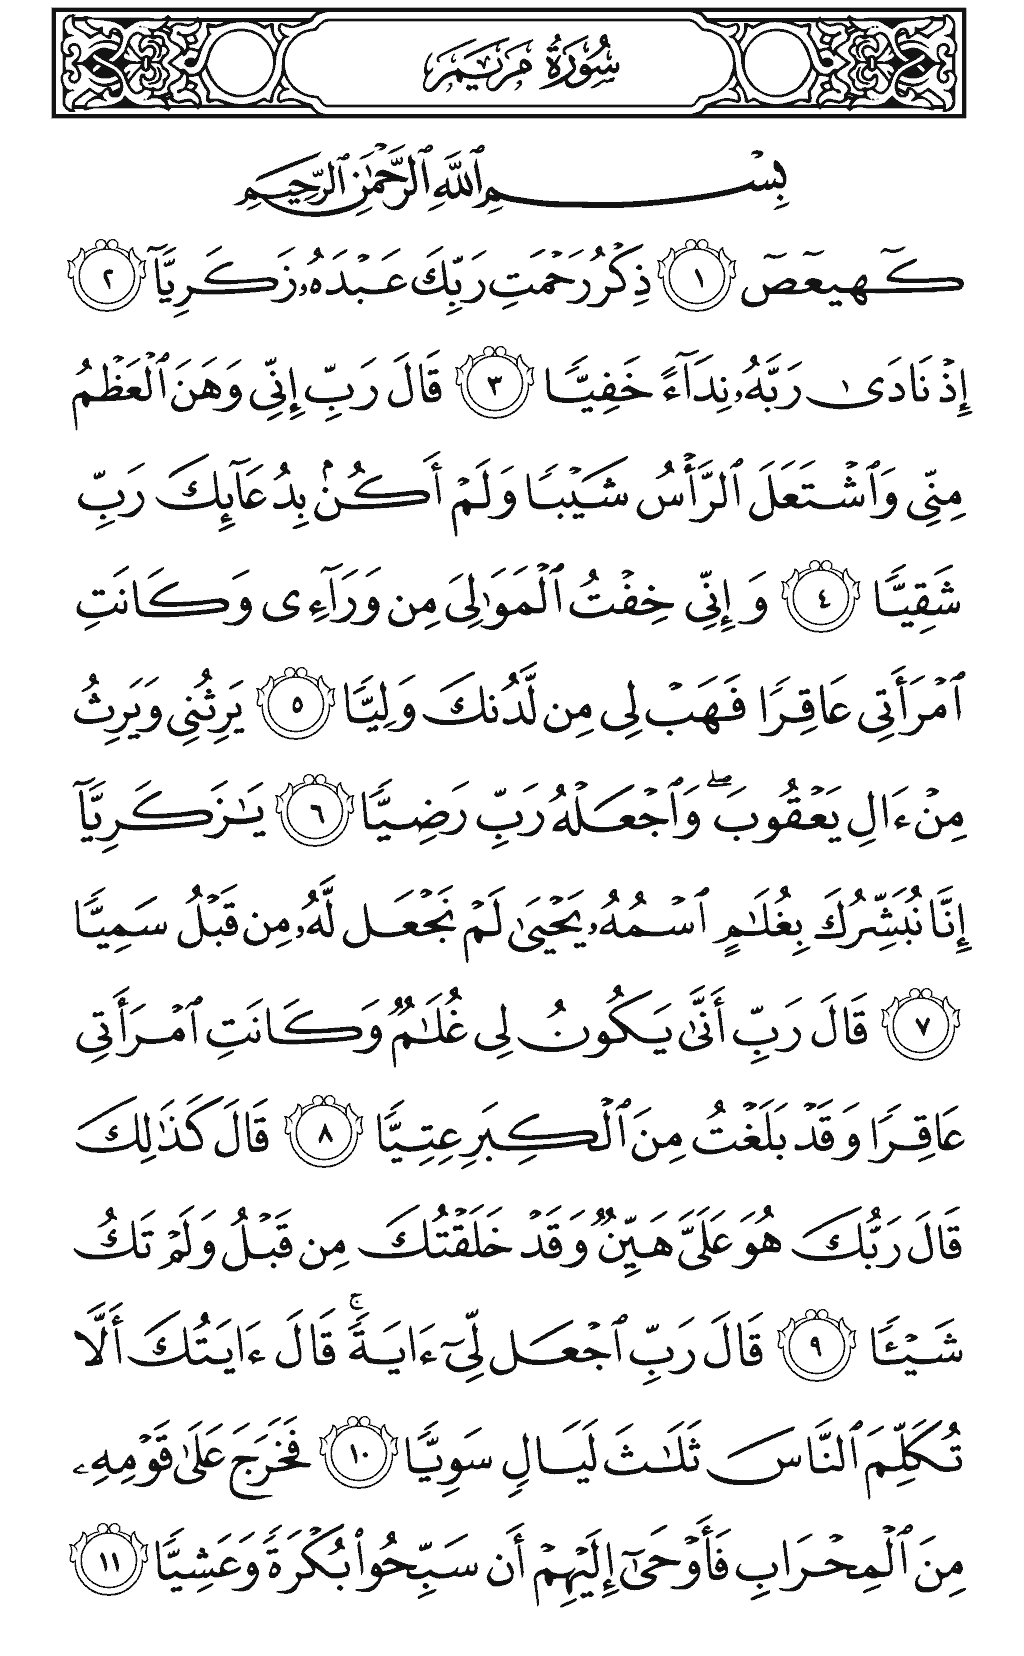 سُورَةُ مَرْيَمَ
بِسْمِ ٱللَّهِ ٱلرَّحْمَٰنِ ٱلرَّحِيمِ
كٓهيعٓصٓ ١ ذِكْرُ رَحْمَتِ رَبِّكَ عَبْدَهُۥ زَكَرِيَّآ ٢
إِذْ نَادَىٰ رَبَّهُۥ نِدَآءً خَفِيًّا ٣ قَالَ رَبِّ إِنِّى وَهَنَ ٱلْعَظْمُ
مِنِّى وَٱشْتَعَلَ ٱلرَّأْسُ شَيْبًا وَلَمْ أَكُنۢ بِدُعَآئِكَ رَبِّ
شَقِيًّا ٤ وَإِنِّى خِفْتُ ٱلْمَوَٰلِىَ مِن وَرَآءِى وَكَانَتِ
ٱمْرَأَتِى عَاقِرًا فَهَبْ لِى مِن لَّدُنكَ وَلِيًّا ٥ يَرِثُنِى وَيَرِثُ
مِنْ ءَالِ يَعْقُوبَ ۖ وَٱجْعَلْهُ رَبِّ رَضِيًّا ٦ يَٰزَكَرِيَّآ
إِنَّا نُبَشِّرُكَ بِغُلَٰمٍ ٱسْمُهُۥ يَحْيَىٰ لَمْ نَجْعَل لَّهُۥ مِن قَبْلُ سَمِيًّا
٧ قَالَ رَبِّ أَنَّىٰ يَكُونُ لِى غُلَٰمٌ وَكَانَتِ ٱمْرَأَتِى
عَاقِرًا وَقَدْ بَلَغْتُ مِنَ ٱلْكِبَرِ عِتِيًّا ٨ قَالَ كَذَٰلِكَ
قَالَ رَبُّكَ هُوَ عَلَىَّ هَيِّنٌ وَقَدْ خَلَقْتُكَ مِن قَبْلُ وَلَمْ تَكُ
شَيْـًٔا ٩ قَالَ رَبِّ ٱجْعَل لِّىٓ ءَايَةً ۚ قَالَ ءَايَتُكَ أَلَّا
تُكَلِّمَ ٱلنَّاسَ ثَلَٰثَ لَيَالٍ سَوِيًّا ١٠ فَخَرَجَ عَلَىٰ قَوْمِهِۦ
مِنَ ٱلْمِحْرَابِ فَأَوْحَىٰٓ إِلَيْهِمْ أَن سَبِّحُوا۟ بُكْرَةً وَعَشِيًّا ١١